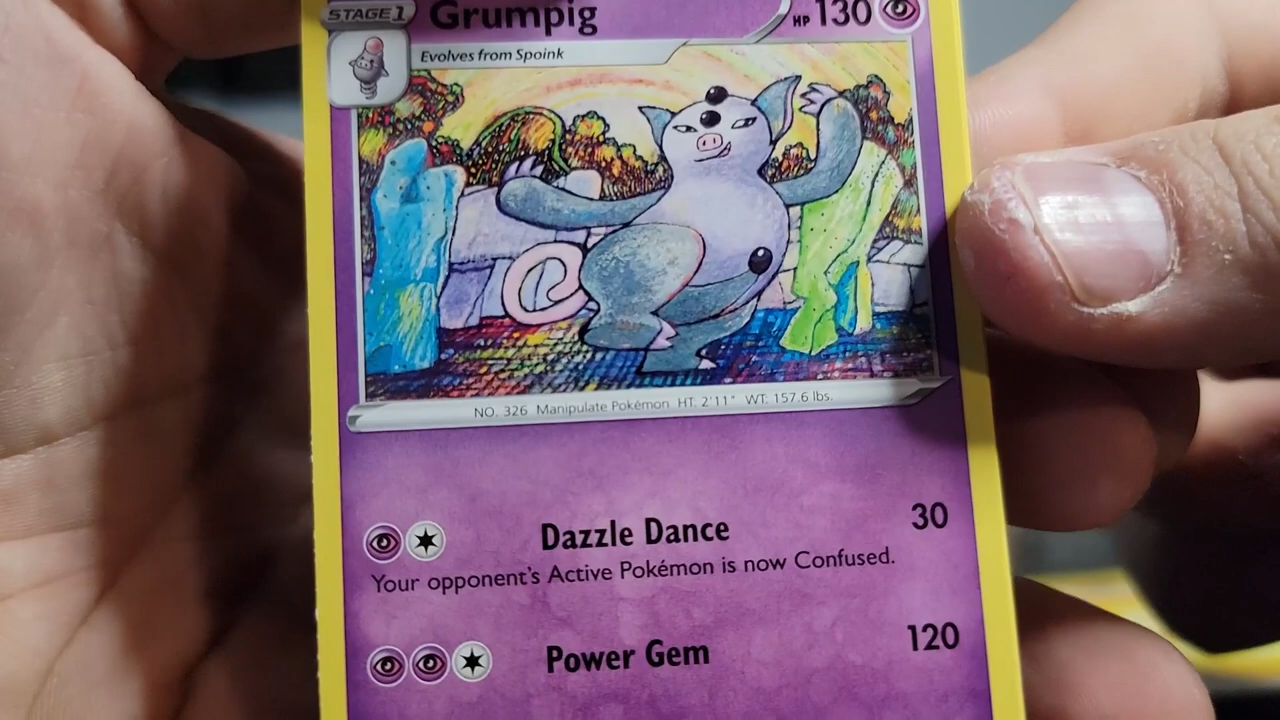 STAGE 1
Grumpig
HP 130
Evolves from Spoink
NO. 326 Manipulate Pokémon HT: 2'11" WT: 157.6 lbs.
Dazzle Dance 30
Your opponent's Active Pokémon is now Confused.
Power Gem 120